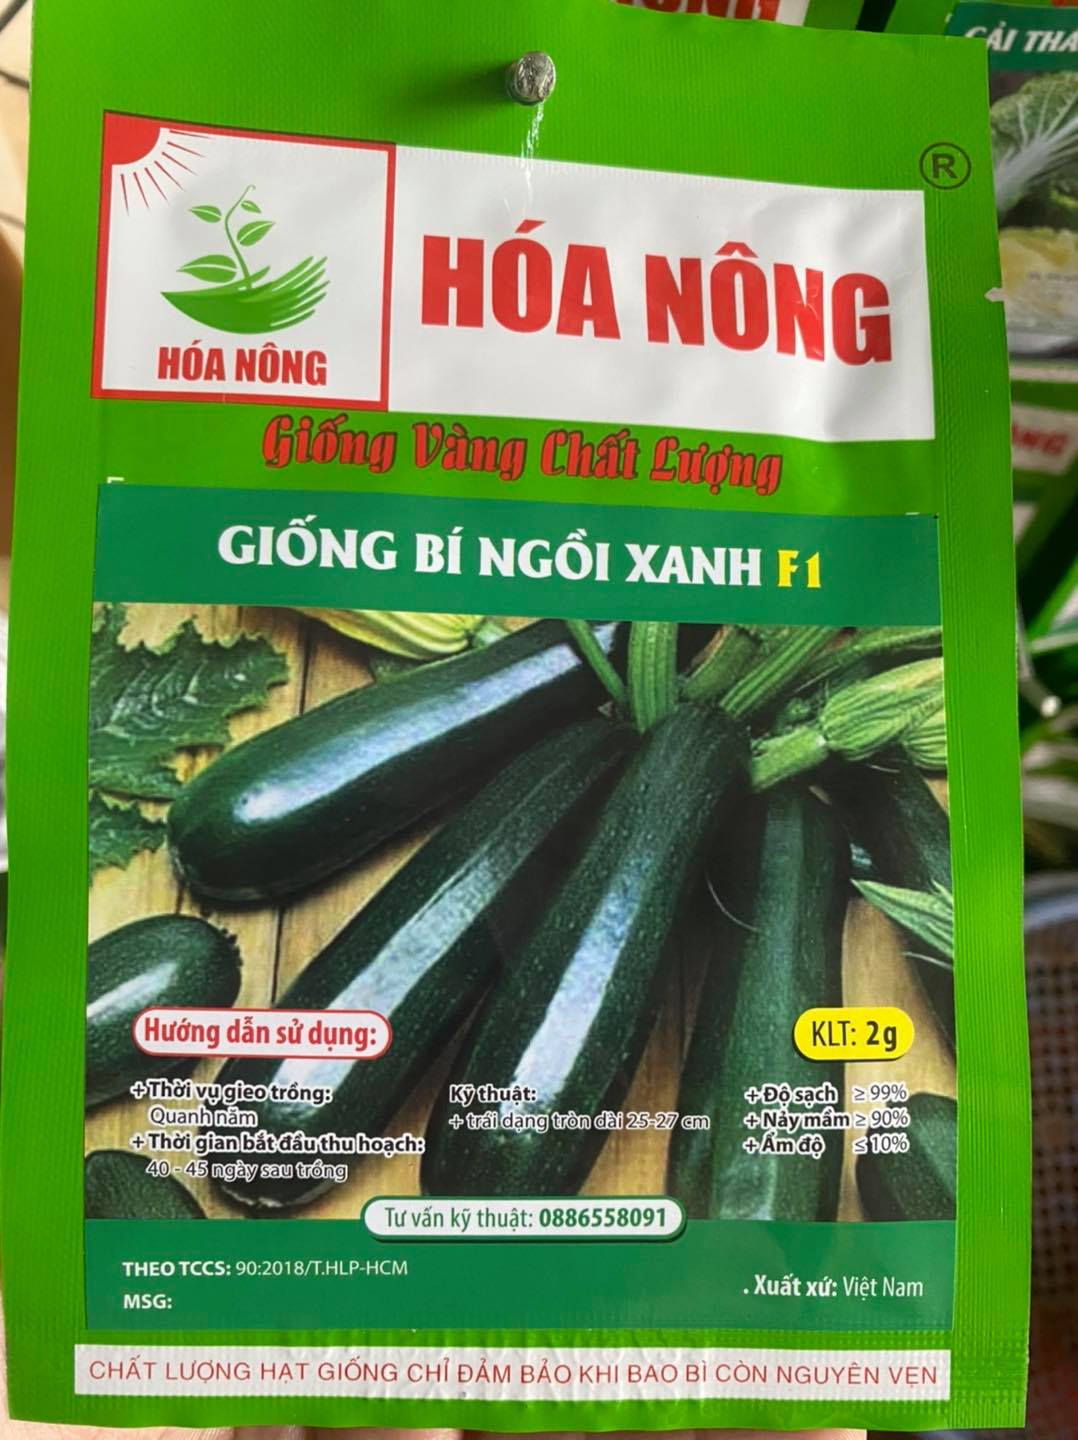 CẢI THẢ
®
HÓA NÔNG
HÓA NÔNG
Giống Vàng Chất Lượng
GIỐNG BÍ NGỒI XANH F1
Hướng dẫn sử dụng:
KLT: 2g
+ Thời vụ gieo trồng:
Quanh năm
+ Thời gian bắt đầu thu hoạch:
40 - 45 ngày sau trồng
Kỹ thuật:
+ trái dạng tròn dài 25-27 cm
+ Độ sạch ≥ 99%
+ Nảy mầm ≥ 90%
+ Ẩm độ ≤ 10%
Tư vấn kỹ thuật: 0886558091
THEO TCCS: 90:2018/T.HLP-HCM
MSG:
. Xuất xứ: Việt Nam
CHẤT LƯỢNG HẠT GIỐNG CHỈ ĐẢM BẢO KHI BAO BÌ CÒN NGUYÊN VẸN